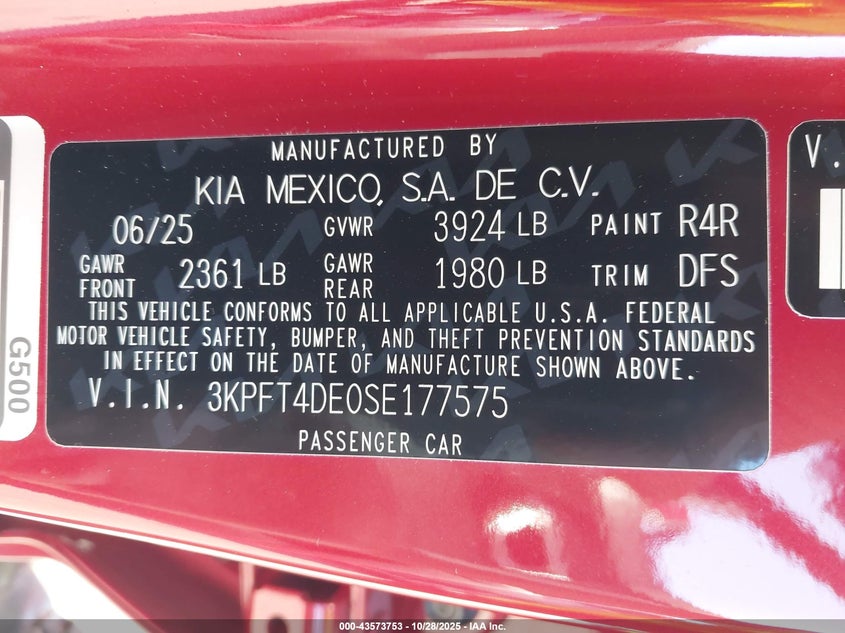 MANUFACTURED BY
KIA MEXICO, S.A. DE C.V.
06/25 GVWR 3924 LB PAINT R4R
GAWR FRONT 2361 LB GAWR REAR 1980 LB TRIM DFS
THIS VEHICLE CONFORMS TO ALL APPLICABLE U.S.A. FEDERAL
MOTOR VEHICLE SAFETY, BUMPER, AND THEFT PREVENTION STANDARDS
IN EFFECT ON THE DATE OF MANUFACTURE SHOWN ABOVE.
V.I.N. 3KPFT4DE0SE177575
PASSENGER CAR
G500
V.
000-43573753 - 10/28/2025 - IAA Inc.